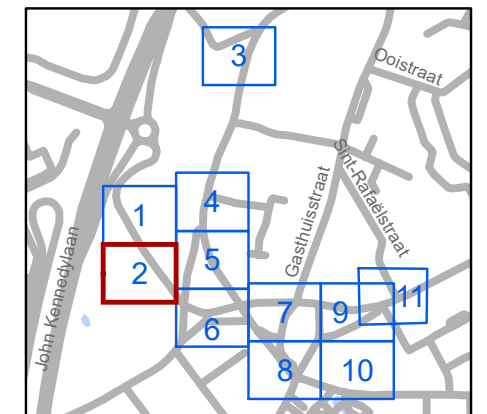 3
Ooistraat
Sint-Rafaëlstraat
Gasthuisstraat
John Kennedylaan
1
4
2
5
6
7
9
11
8
10